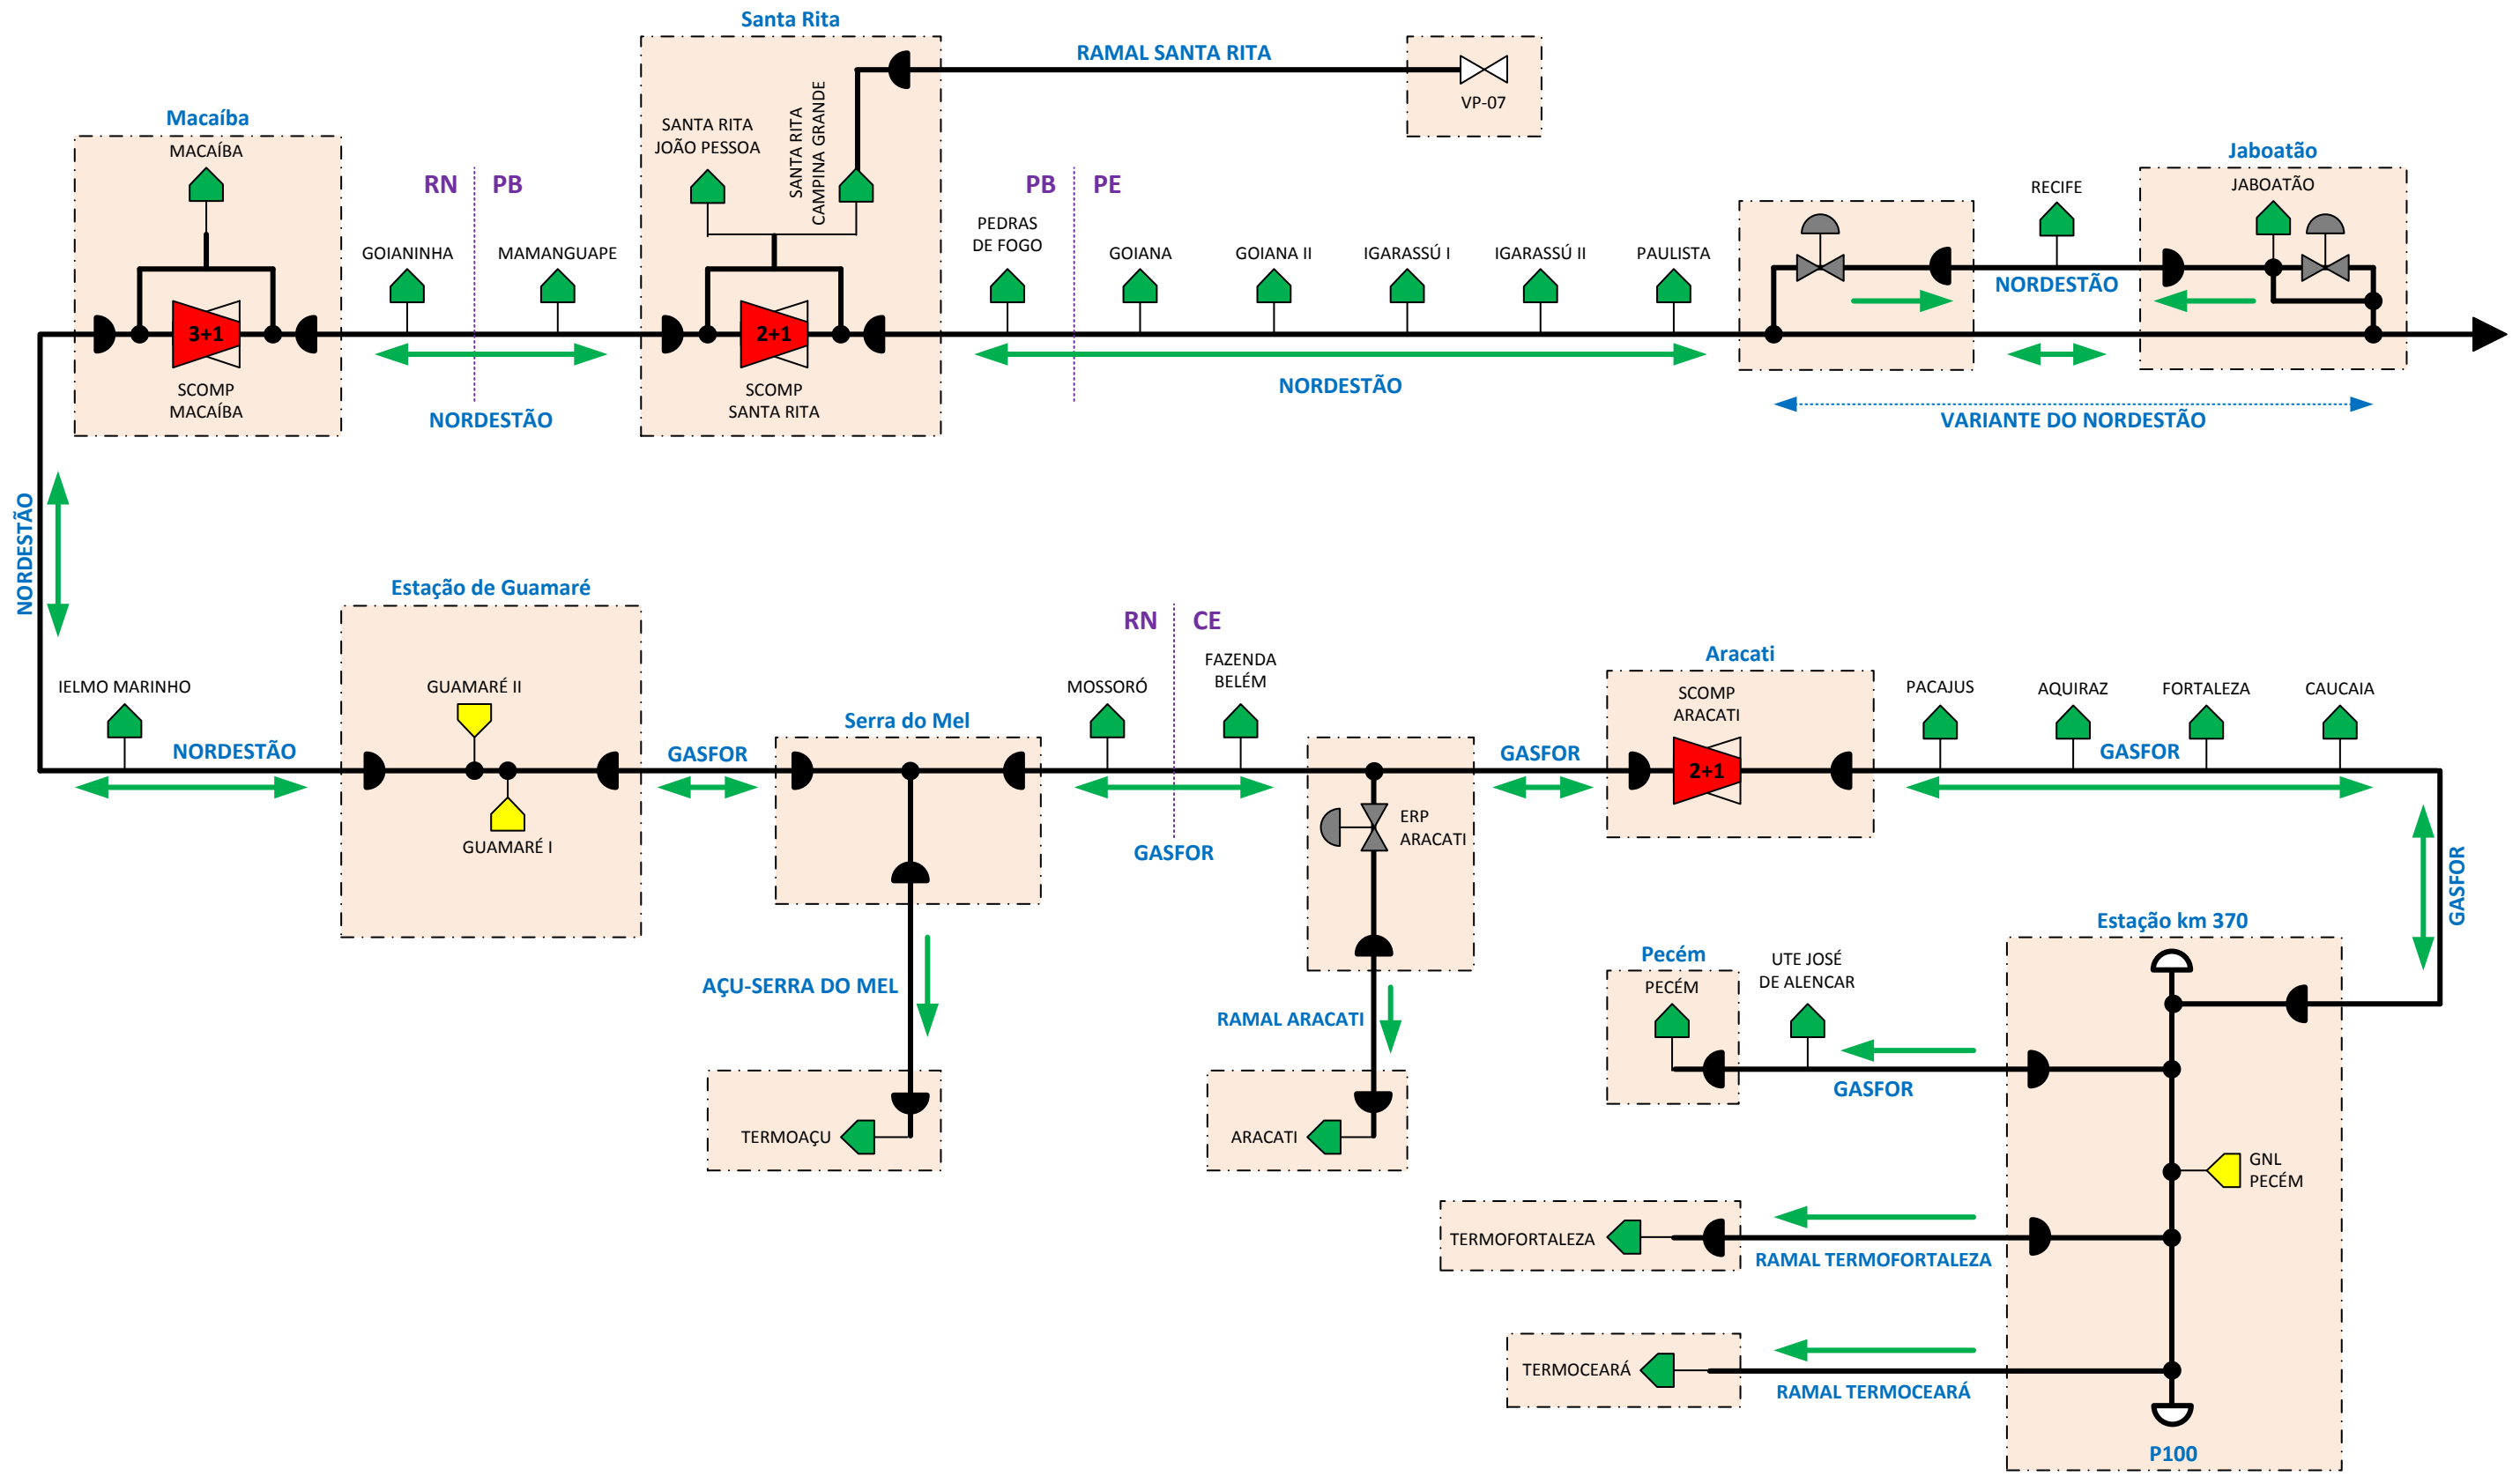 Santa Rita
RAMAL SANTA RITA
VP-07
Macaíba
MACAÍBA
3+1
SCOMP
MACAÍBA
RN
PB
GOIANINHA
MAMANGUAPE
NORDESTÃO
SANTA RITA
JOÃO PESSOA
SANTA RITA
CAMPINA GRANDE
2+1
SCOMP
SANTA RITA
PB
PE
PEDRAS
DE FOGO
GOIANA
GOIANA II
IGARASSÚ I
IGARASSÚ II
PAULISTA
NORDESTÃO
RECIFE
NORDESTÃO
Jaboatão
JABOATÃO
VARIANTE DO NORDESTÃO
NORDESTÃO
IELMO MARINHO
NORDESTÃO
Estação de Guamaré
GUAMARÉ II
GUAMARÉ I
GASFOR
Serra do Mel
AÇU-SERRA DO MEL
TERMOAÇU
RN
CE
MOSSORÓ
FAZENDA
BELÉM
GASFOR
ERP
ARACATI
RAMAL ARACATI
ARACATI
GASFOR
Aracati
SCOMP
ARACATI
2+1
PACAJUS
AQUIRAZ
FORTALEZA
CAUCAIA
GASFOR
GASFOR
Estação km 370
Pecém
PECÉM
UTE JOSÉ
DE ALENCAR
GASFOR
GNL
PECÉM
TERMOFORTALEZA
RAMAL TERMOFORTALEZA
TERMOCEARÁ
RAMAL TERMOCEARÁ
P100